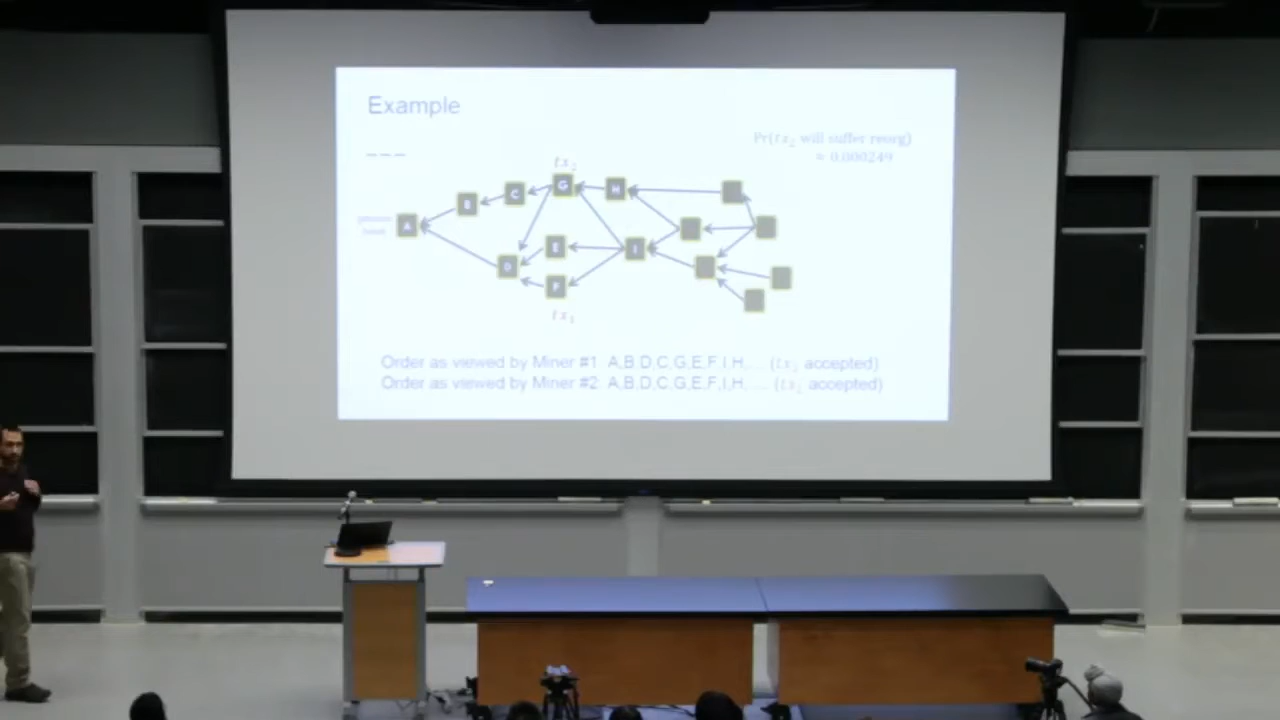 Example
Pr(tx₂ will suffer reorg)
= 0.000249
tx₂
G
H
C
B
A
E
I
D
F
tx₁
Order as viewed by Miner #1 A,B,D,C,G,E,F,I,H,... (tx₂ accepted)
Order as viewed by Miner #2 A,B,D,C,G,E,F,I,H,... (tx₂ accepted)